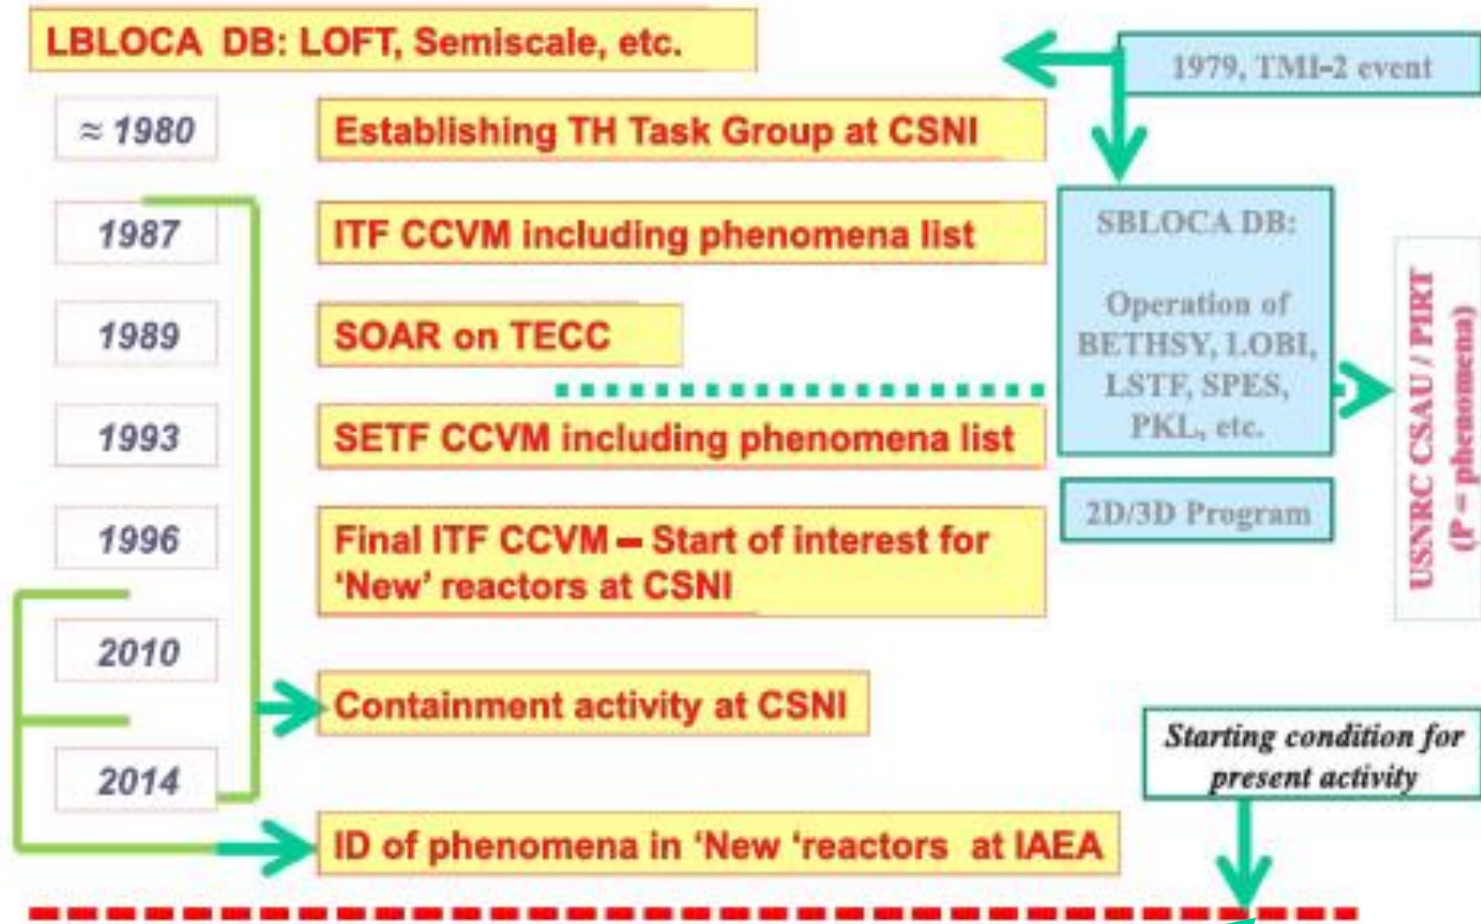 LBLOCA DB: LOFT, Semiscale, etc.
1979, TMI-2 event
≈ 1980
Establishing TH Task Group at CSNI
1987
ITF CCVM including phenomena list
SBLOCA DB:
Operation of
BETHSY, LOBI,
LSTF, SPES,
PKL, etc.
USNRC CSAU / PIRT
(P = phenomena)
1989
SOAR on TECC
1993
SETF CCVM including phenomena list
2D/3D Program
1996
Final ITF CCVM – Start of interest for
‘New’ reactors at CSNI
2010
Containment activity at CSNI
Starting condition for
present activity
2014
ID of phenomena in ‘New ‘reactors at IAEA